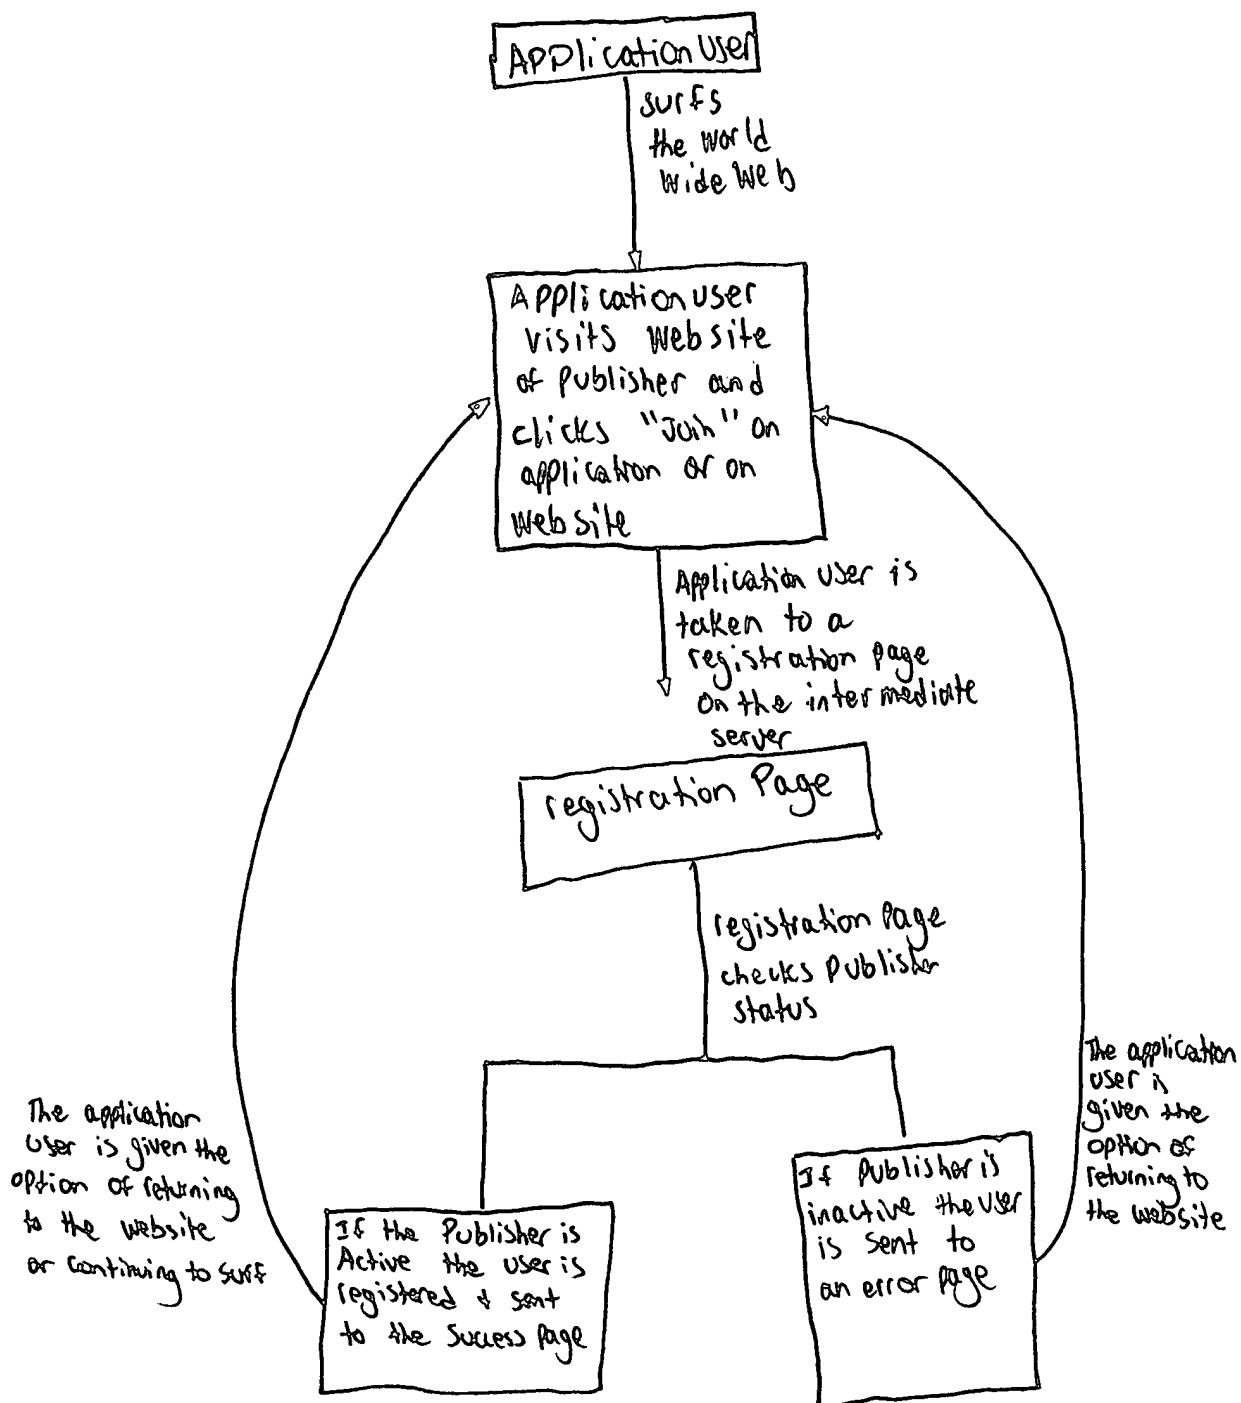 Application User
surfs
the world
wide web
Application user
visits website
of publisher and
clicks "Join" on
application or on
website
Application user is
taken to a
registration page
on the intermediate
server
registration Page
registration Page
checks Publisher
status
The application
user is given the
option of returning
to the website
or continuing to surf
The application
user is
given the
option of
returning to
the website
If the Publisher is
Active the user is
registered & sent
to the Success Page
If Publisher is
inactive the user
is sent to
an error page